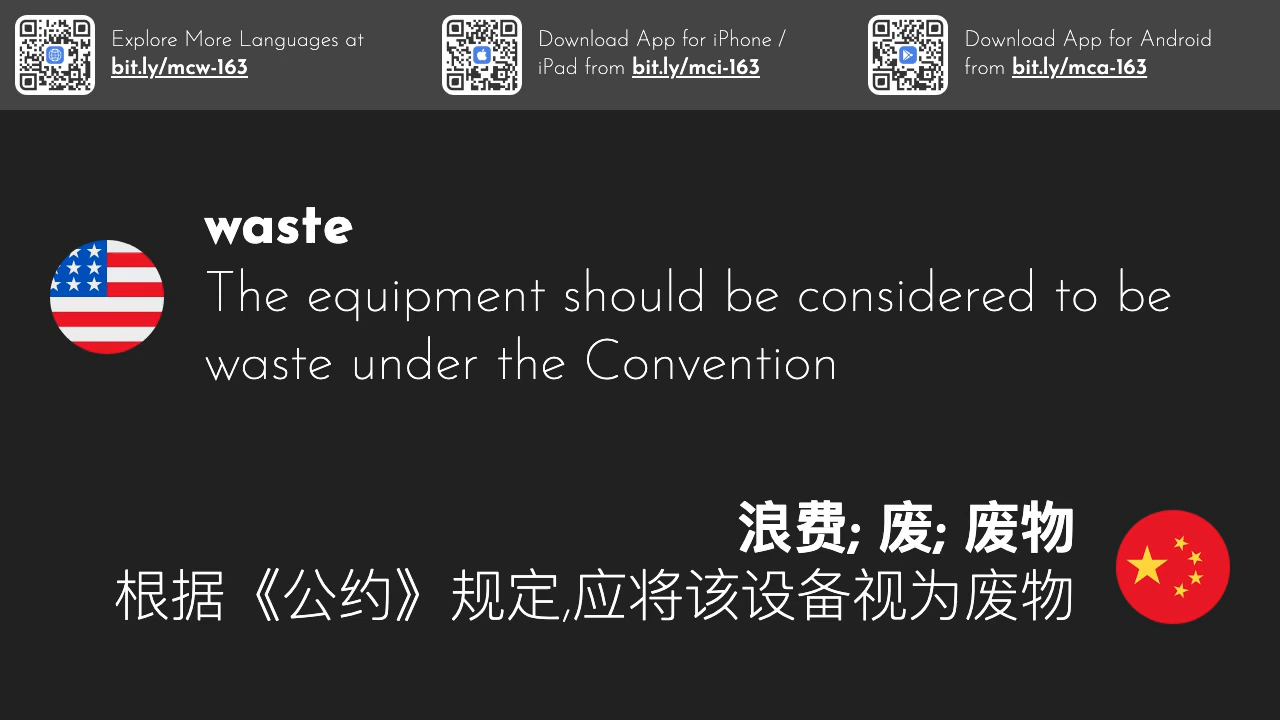 Explore More Languages at
bit.ly/mcw-163
Download App for iPhone /
iPad from bit.ly/mci-163
Download App for Android
from bit.ly/mca-163
waste
The equipment should be considered to be
waste under the Convention
浪费; 废; 废物
根据《公约》规定,应将该设备视为废物